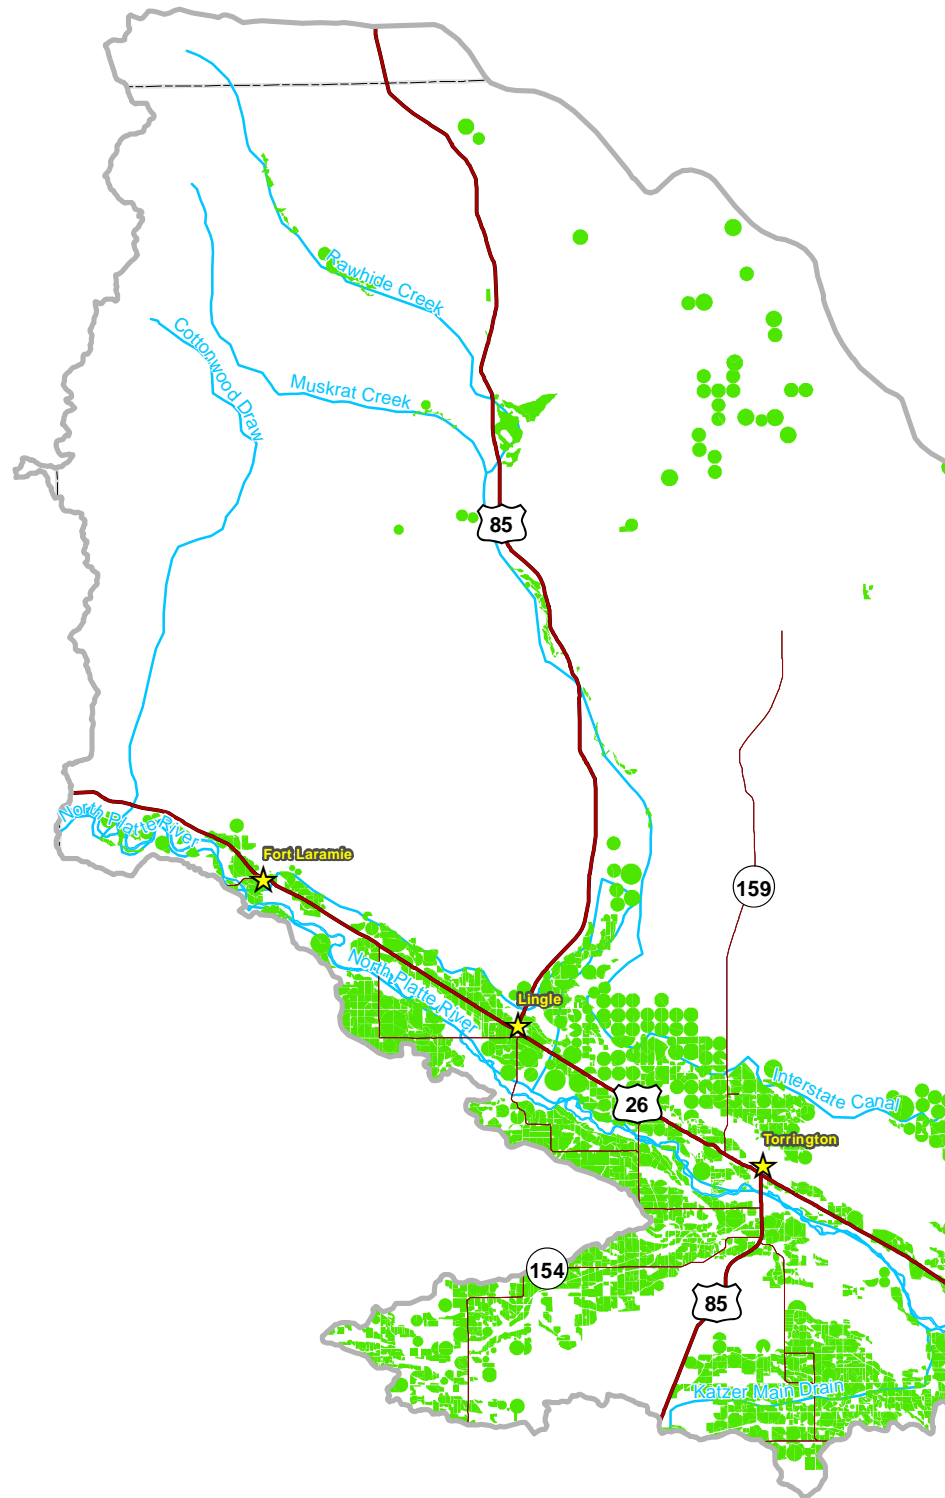 Rawhide Creek
Cottonwood Draw
Muskrat Creek
85
North Platte River
Fort Laramie
159
North Platte River
Lingle
Interstate Canal
26
Torrington
154
85
Katzer Main Drain